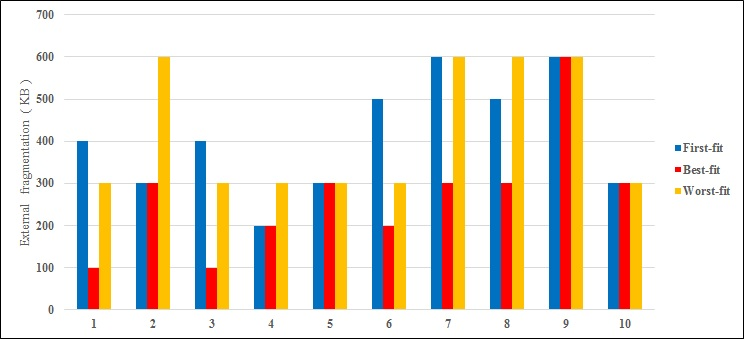 700
600
500
400
300
200
100
0
External fragmentation ( KB )
1 2 3 4 5 6 7 8 9 10
First-fit
Best-fit
Worst-fit